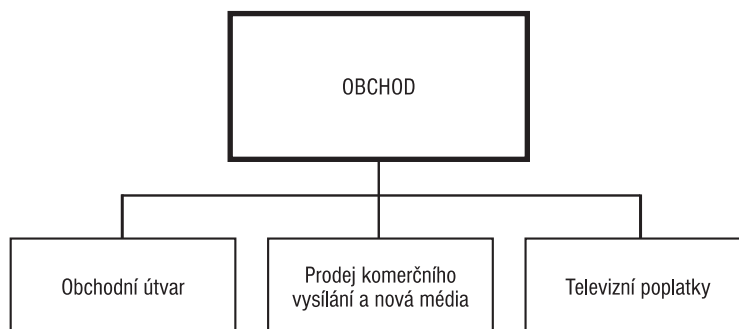 OBCHOD
Obchodní útvar
Prodej komerčního
vysílání a nová média
Televizní poplatky